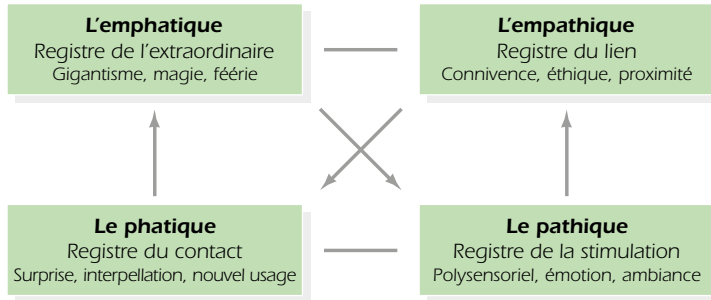 L'emphatique
Registre de l'extraordinaire
Gigantisme, magie, féérie
L'empathique
Registre du lien
Connivence, éthique, proximité
Le phatique
Registre du contact
Surprise, interpellation, nouvel usage
Le pathique
Registre de la stimulation
Polysensoriel, émotion, ambiance